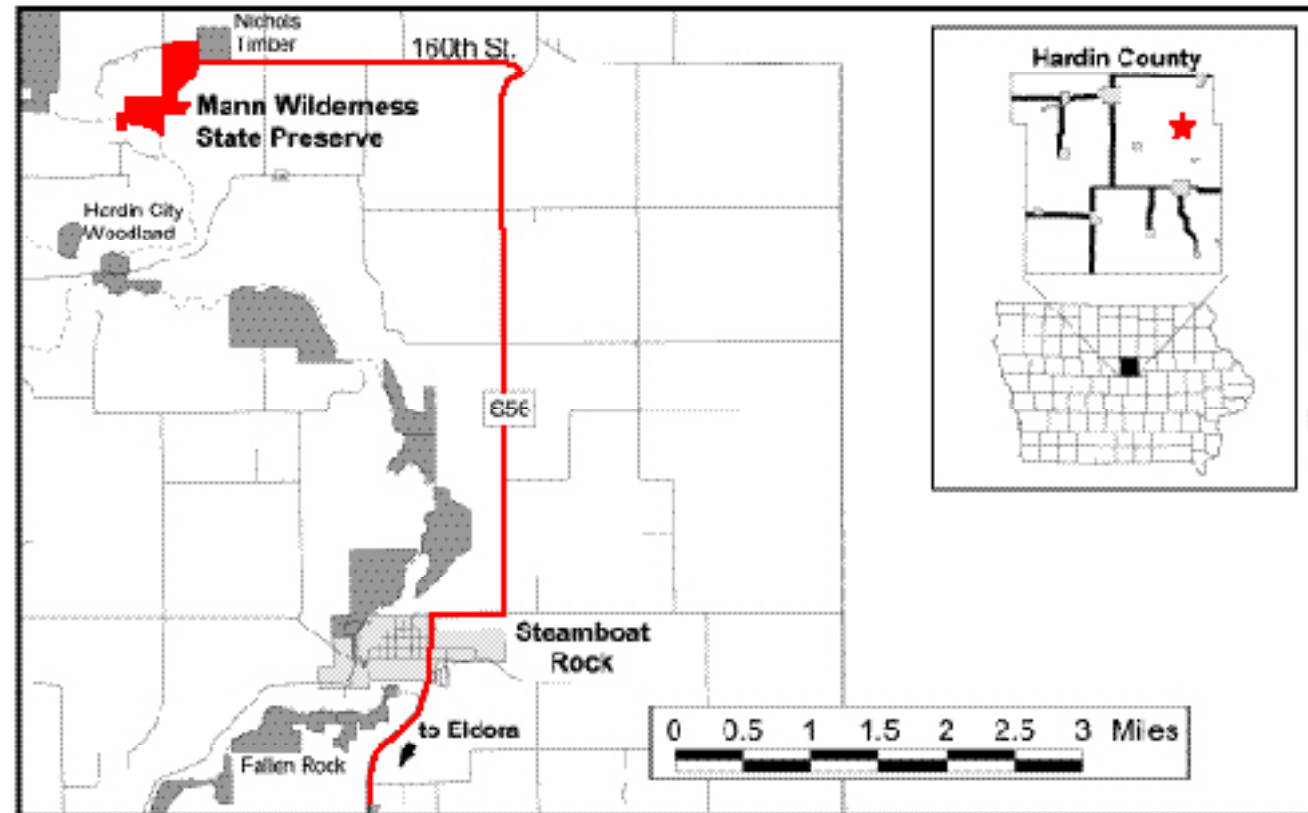 Nichols
Timber
160th St.
Mann Wilderness
State Preserve
Hardin City
Woodland
S56
Steamboat
Rock
to Eldora
Fallen Rock
Hardin County
0 0.5 1 1.5 2 2.5 3 Miles